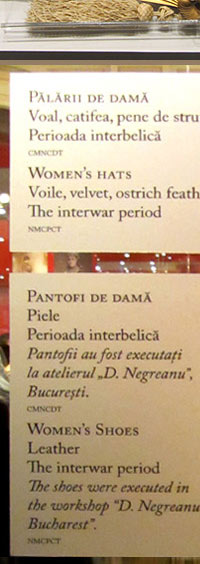 Pălării de damă
Voal, catifea, pene de stru
Perioada interbelică
CMNCDT
Women's hats
Voile, velvet, ostrich feath
The interwar period
NMCPCT
Pantofi de damă
Piele
Perioada interbelică
Pantofii au fost executați
la atelierul „D. Negreanu",
București.
CMNCDT
Women's Shoes
Leather
The interwar period
The shoes were executed in
the workshop "D. Negreanu
Bucharest".
NMCPCT